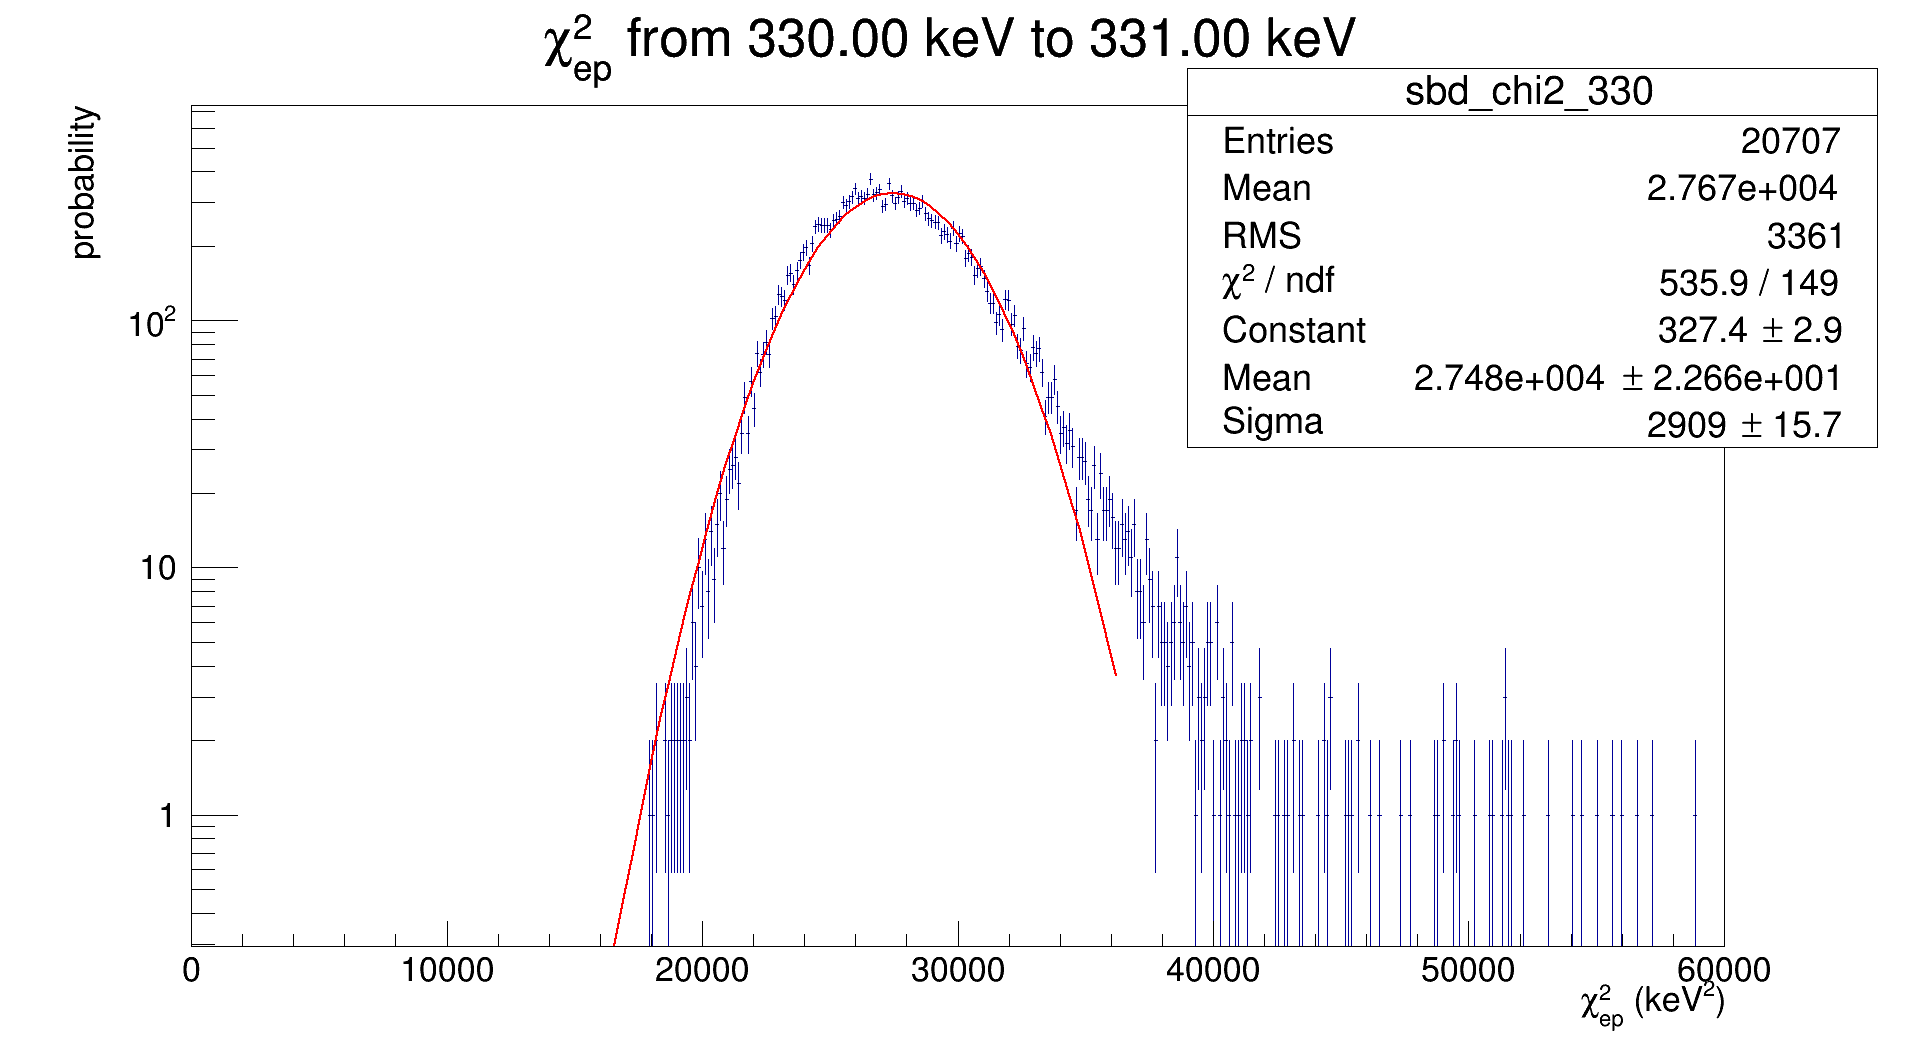 χ²ep from 330.00 keV to 331.00 keV
sbd_chi2_330
Entries 20707
Mean 2.767e+004
RMS 3361
χ² / ndf 535.9 / 149
Constant 327.4 ± 2.9
Mean 2.748e+004 ± 2.266e+001
Sigma 2909 ± 15.7
probability
10²
10
1
0 10000 20000 30000 40000 50000 60000
χ²ep (keV²)